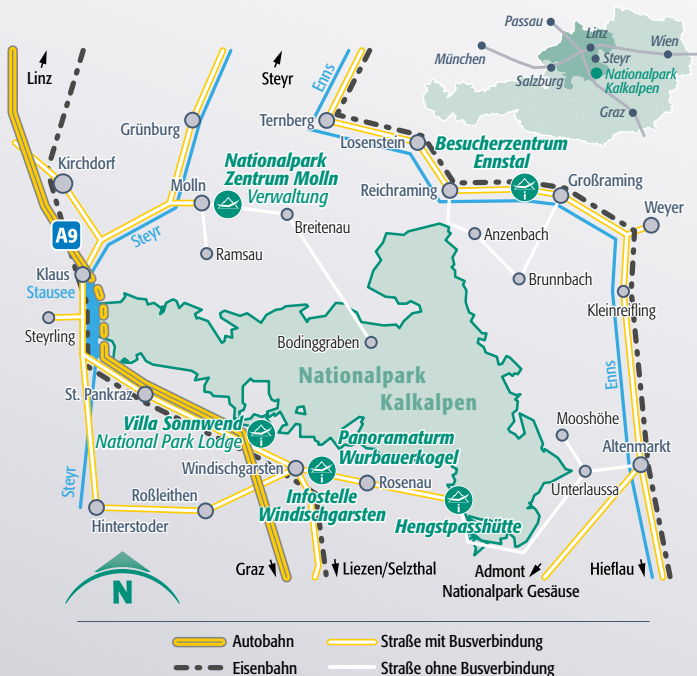 Passau
Linz
Wien
München
Steyr
Salzburg
Nationalpark
Kalkalpen
Graz
Linz
Steyr
Enns
Grünburg
Ternberg
Losenstein
Besucherzentrum
Ennstal
Kirchdorf
Nationalpark
Zentrum Molln
Verwaltung
Molln
Reichraming
Großraming
Weyer
A9
Steyr
Breitenau
Ramsau
Anzenbach
Brunnbach
Klaus
Stausee
Kleinreifling
Steyrling
Bodinggraben
Nationalpark
Kalkalpen
Enns
St. Pankraz
Villa Sonnwend
National Park Lodge
Panoramaturm
Wurbauerkogel
Mooshöhe
Altenmarkt
Windischgarsten
Steyr
Roßleithen
Rosenau
Unterlaussa
Infostelle
Windischgarsten
Hengstpasshütte
Hinterstoder
Graz
Liezen/Selzthal
Admont
Nationalpark Gesäuse
Hieflau
N
Autobahn
Straße mit Busverbindung
Eisenbahn
Straße ohne Busverbindung